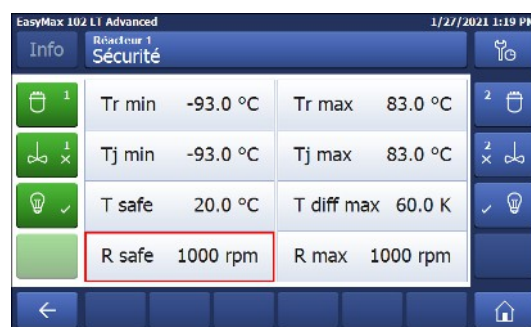 EasyMax 102 LT Advanced 1/27/2021 1:19 PM
Info
Réacteur 1
Sécurité
1 Tr min -93.0 °C Tr max 83.0 °C 2
1 Tj min -93.0 °C Tj max 83.0 °C 2
T safe 20.0 °C T diff max 60.0 K
R safe 1000 rpm R max 1000 rpm